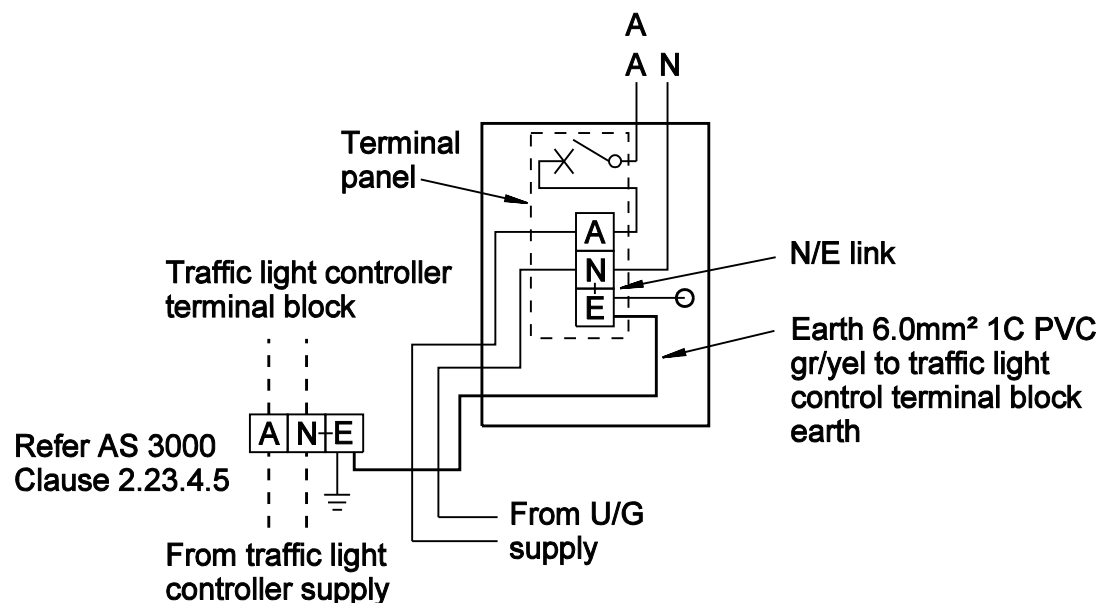 A
A N
Terminal
panel
A
N
E
N/E link
Traffic light controller
terminal block
Earth 6.0mm² 1C PVC
gr/yel to traffic light
control terminal block
earth
A N E
Refer AS 3000
Clause 2.23.4.5
From U/G
supply
From traffic light
controller supply